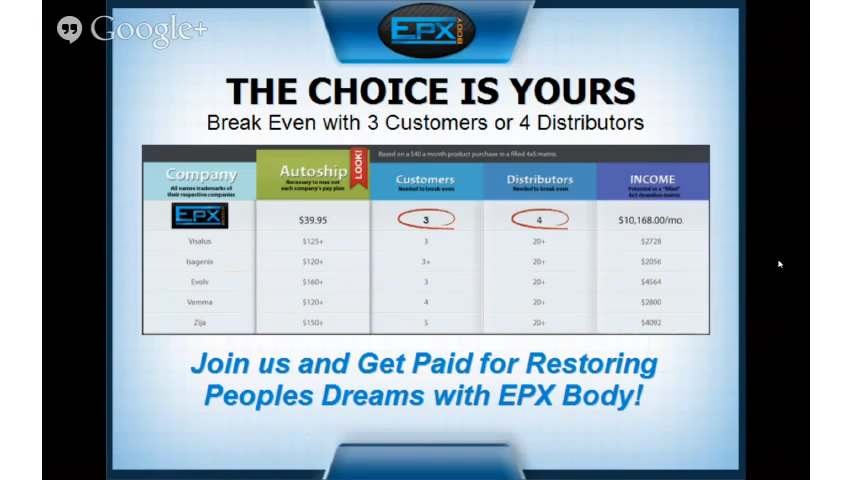 Google+
EPX BODY
THE CHOICE IS YOURS
Break Even with 3 Customers or 4 Distributors
Based on a $40 a month product purchase in a filled 4x5 matrix.
LOOK!
Company
All names trademarks of
their respective companies
Autoship
Necessary to max out
each company's pay plan
Customers
Needed to break even
Distributors
Needed to break even
INCOME
Potential in a "filled"
4x5 downline matrix
EPX BODY $39.95 3 4 $10,168.00/mo.
Visalus $125+ 3 20+ $2728
Isagenix $120+ 3+ 20+ $2056
Evolv $160+ 3 20+ $4564
Vemma $120+ 4 20+ $2800
Zija $150+ 5 20+ $4092
Join us and Get Paid for Restoring
Peoples Dreams with EPX Body!